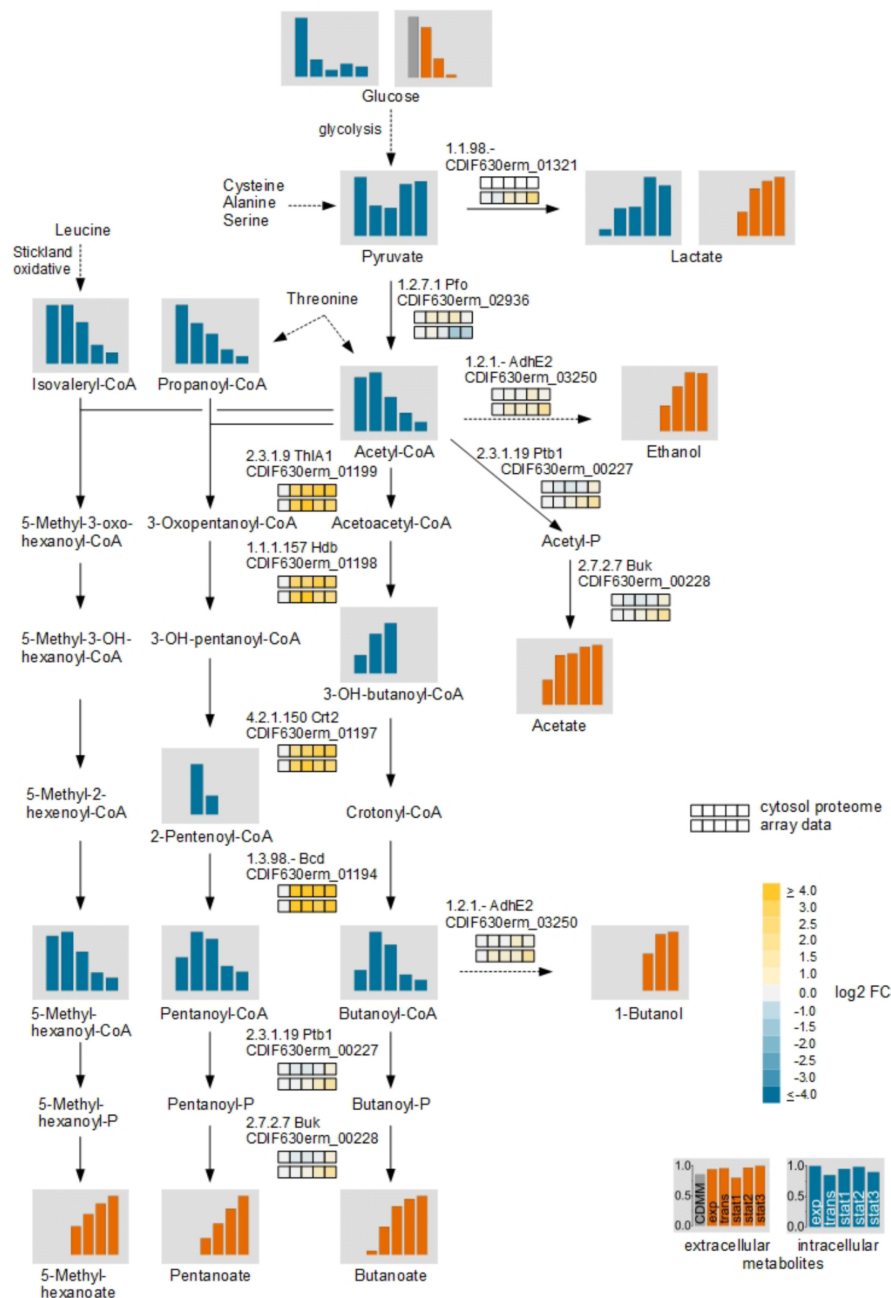 Glucose
glycolysis
1.1.98.-
CDIF630erm_01321
Cysteine
Alanine
Serine
Pyruvate
Lactate
Leucine
Stickland
oxidative
1.2.7.1 Pfo
CDIF630erm_02936
Threonine
Isovaleryl-CoA
Propanoyl-CoA
1.2.1.- AdhE2
CDIF630erm_03250
Acetyl-CoA
Ethanol
2.3.1.9 ThlA1
CDIF630erm_01199
2.3.1.19 Ptb1
CDIF630erm_00227
5-Methyl-3-oxo-
hexanoyl-CoA
3-Oxopentanoyl-CoA
Acetoacetyl-CoA
Acetyl-P
1.1.1.157 Hdb
CDIF630erm_01198
2.7.2.7 Buk
CDIF630erm_00228
5-Methyl-3-OH-
hexanoyl-CoA
3-OH-pentanoyl-CoA
3-OH-butanoyl-CoA
Acetate
4.2.1.150 Crt2
CDIF630erm_01197
5-Methyl-2-
hexenoyl-CoA
2-Pentenoyl-CoA
Crotonyl-CoA
cytosol proteome
array data
1.3.98.- Bcd
CDIF630erm_01194
1.2.1.- AdhE2
CDIF630erm_03250
≥ 4.0
3.0
2.5
2.0
1.5
1.0
0.0
-1.0
-1.5
-2.0
-2.5
-3.0
≤-4.0
log2 FC
5-Methyl-
hexanoyl-CoA
Pentanoyl-CoA
Butanoyl-CoA
1-Butanol
2.3.1.19 Ptb1
CDIF630erm_00227
5-Methyl-
hexanoyl-P
Pentanoyl-P
Butanoyl-P
2.7.2.7 Buk
CDIF630erm_00228
5-Methyl-
hexanoate
Pentanoate
Butanoate
1.0
0.5
0.0
CDMM
exp
trans
stat1
stat2
stat3
extracellular
1.0
0.5
0.0
exp
trans
stat1
stat2
stat3
intracellular
metabolites